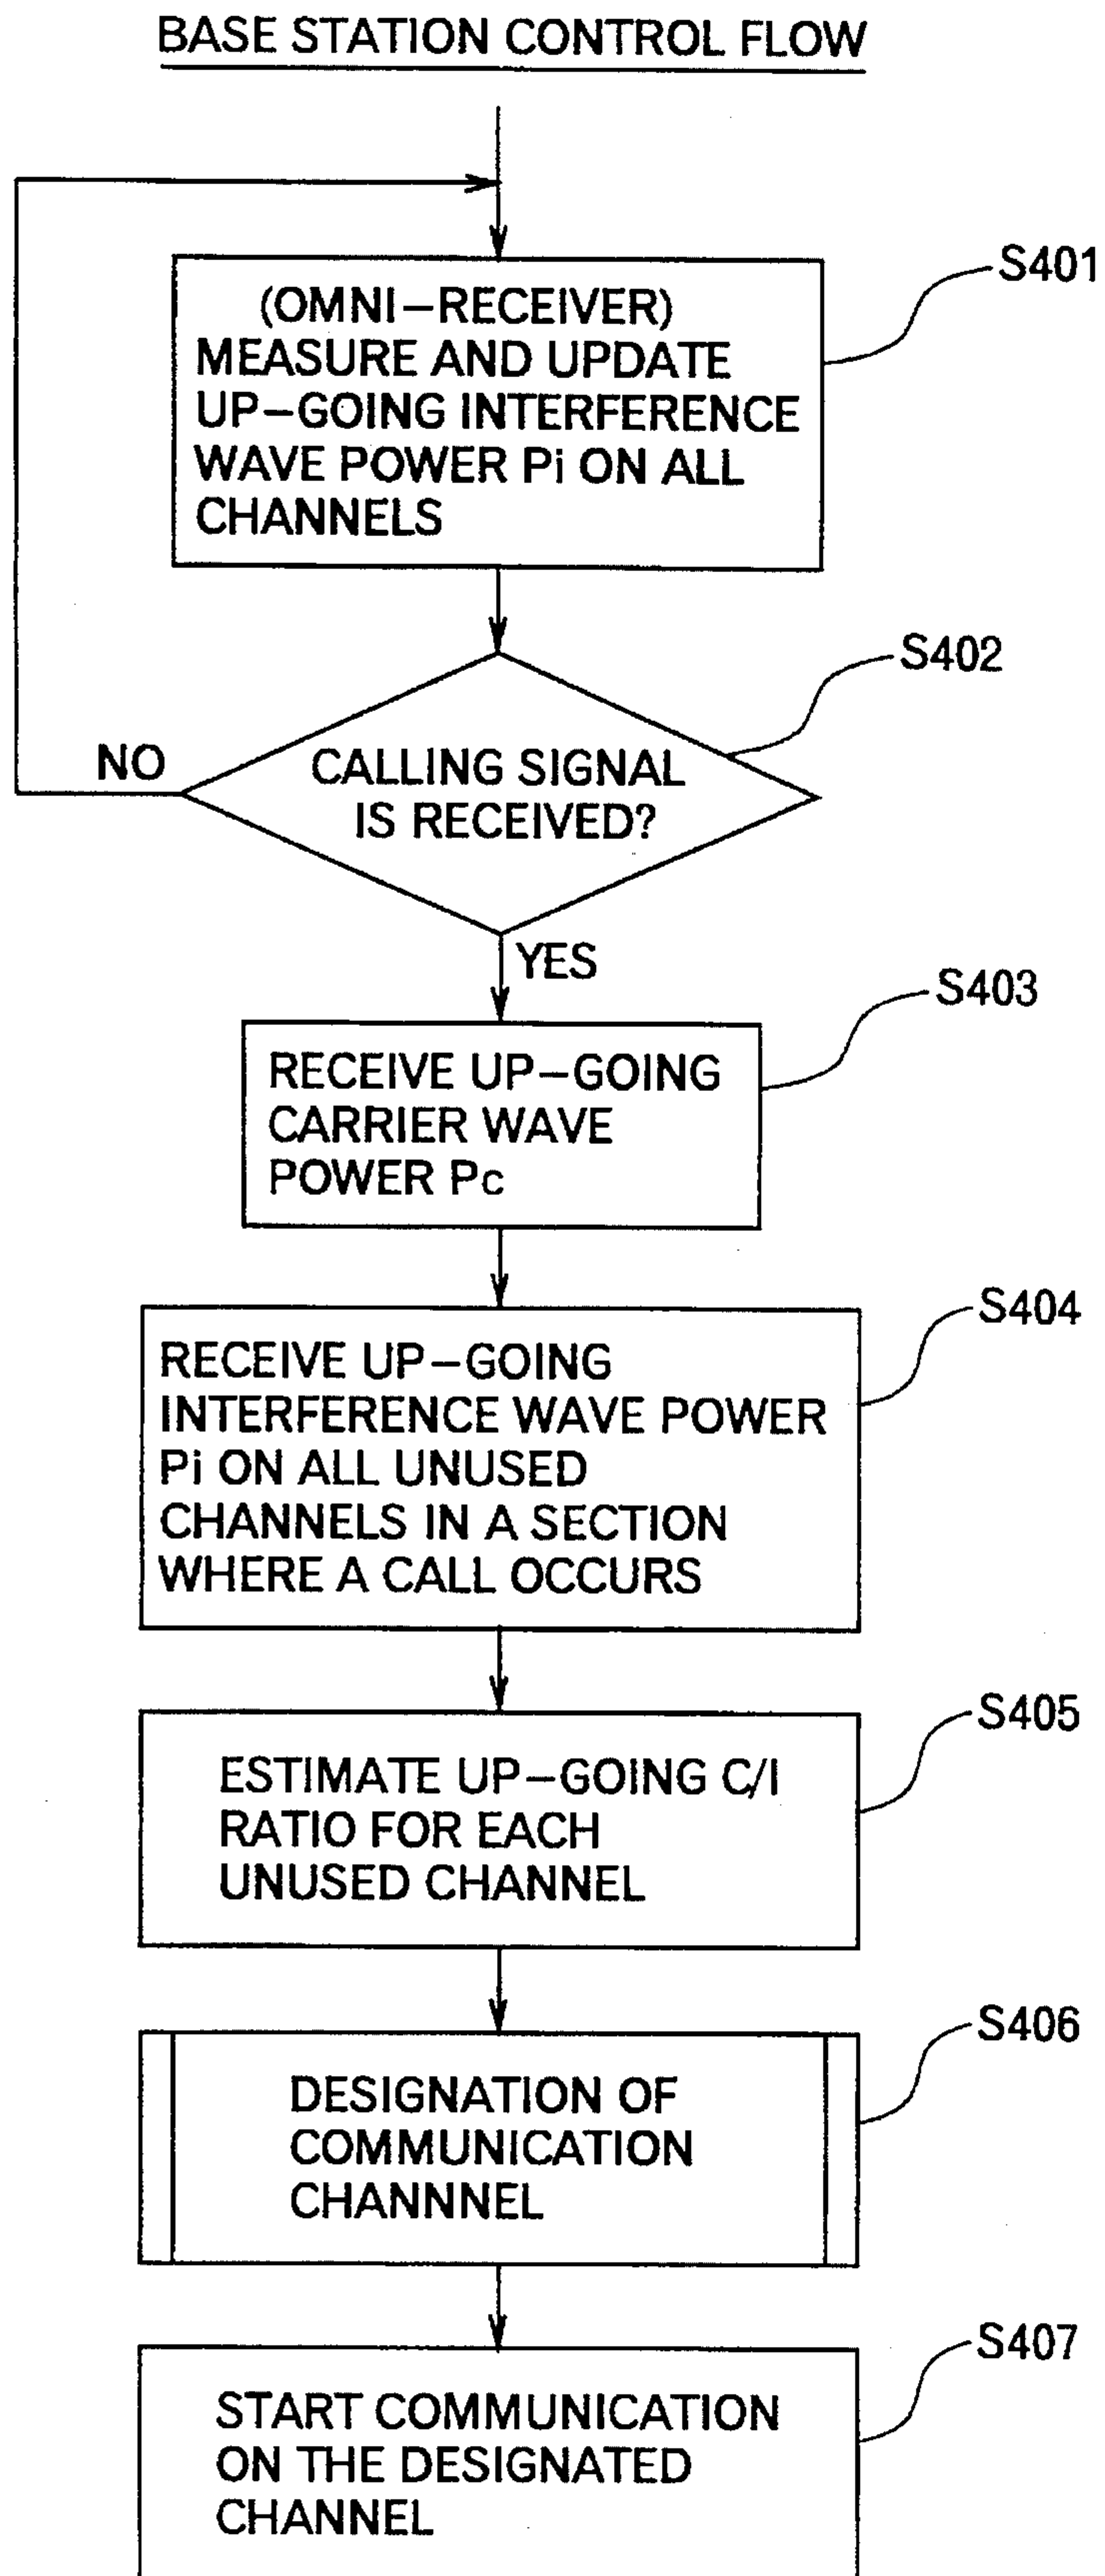 BASE STATION CONTROL FLOW
S401
(OMNI–RECEIVER)
MEASURE AND UPDATE
UP–GOING INTERFERENCE
WAVE POWER Pi ON ALL
CHANNELS
S402
NO
CALLING SIGNAL
IS RECEIVED?
YES
S403
RECEIVE UP–GOING
CARRIER WAVE
POWER Pc
S404
RECEIVE UP–GOING
INTERFERENCE WAVE POWER
Pi ON ALL UNUSED
CHANNELS IN A SECTION
WHERE A CALL OCCURS
S405
ESTIMATE UP–GOING C/I
RATIO FOR EACH
UNUSED CHANNEL
S406
DESIGNATION OF
COMMUNICATION
CHANNNEL
S407
START COMMUNICATION
ON THE DESIGNATED
CHANNEL